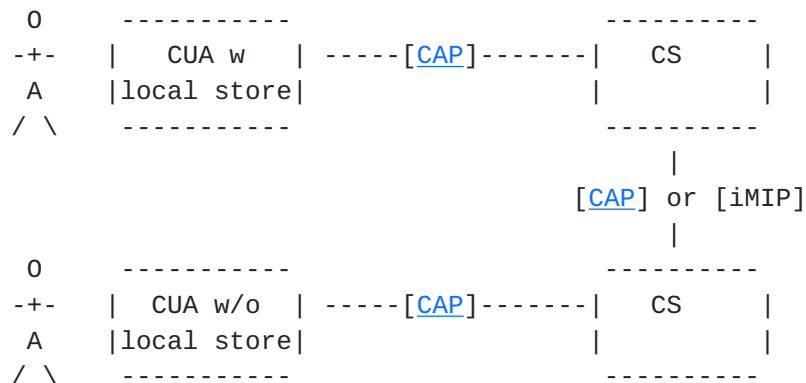 O      -----------                    ----------
-+-   |   CUA w   | -----[CAP]-------|   CS     |
 A    |local store|                  |          |
/ \    -----------                    ----------
                                          |
                                    [CAP] or [iMIP]
                                          |
 O     -----------                    ----------
-+-   |  CUA w/o  | -----[CAP]-------|   CS     |
 A    |local store|                  |          |
/ \    -----------                    ----------